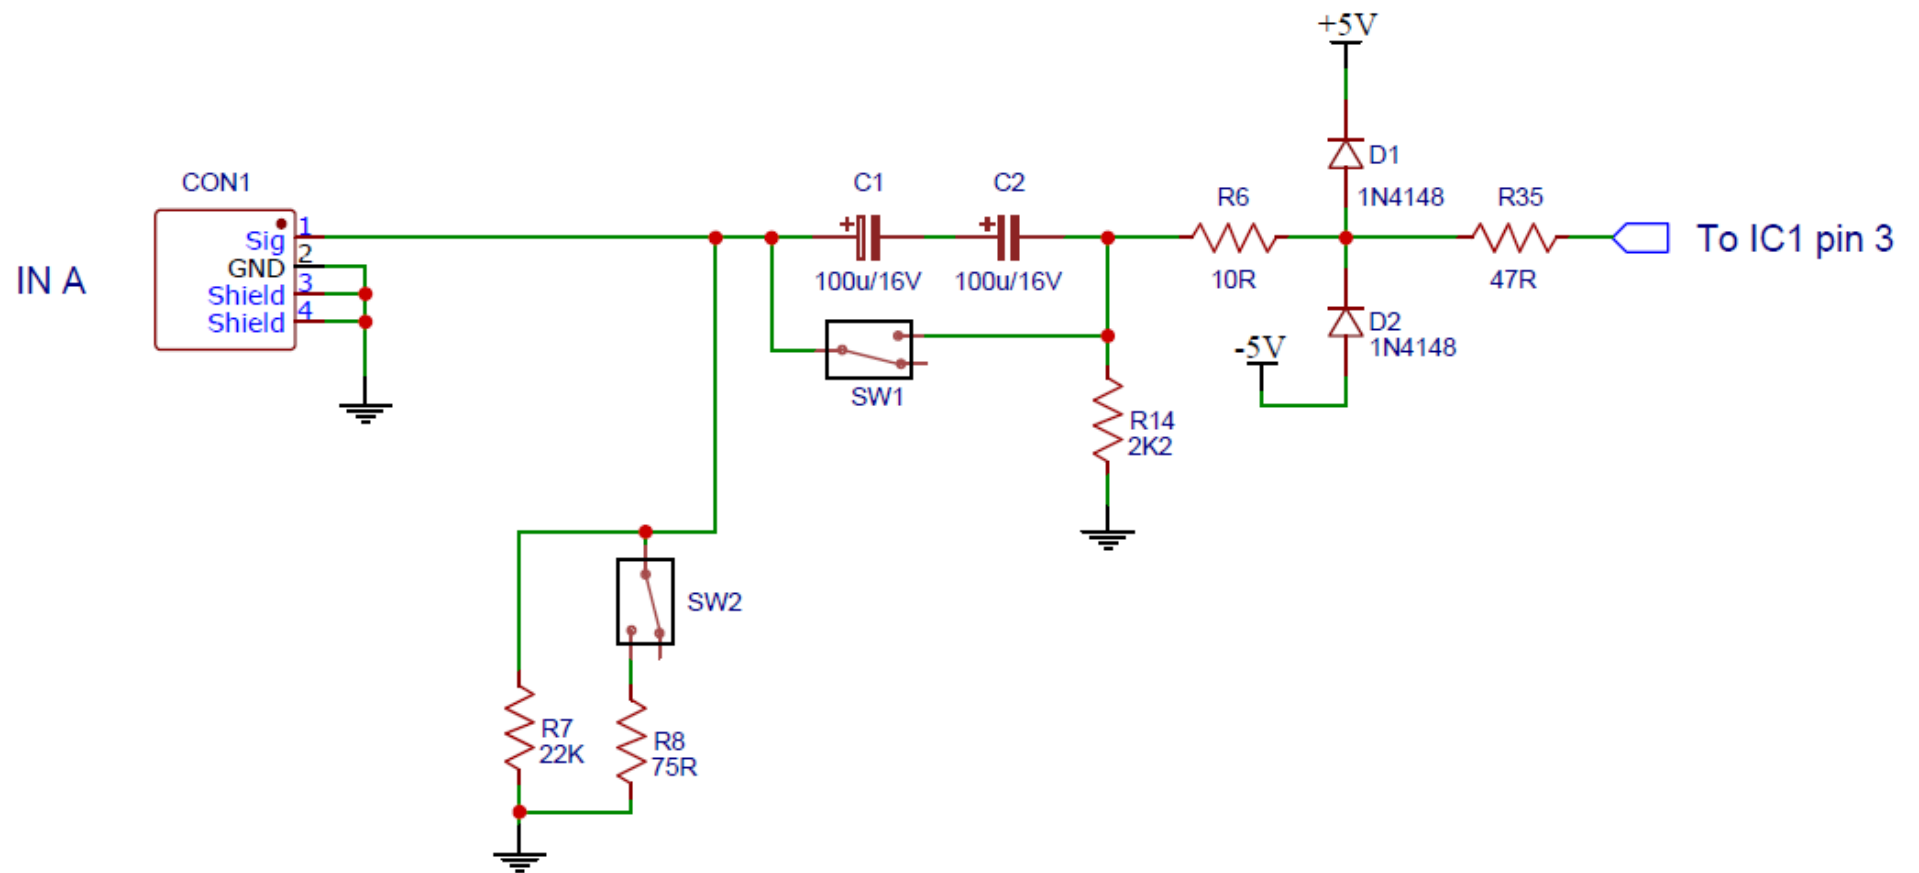 +5V
CON1
C1
C2
D1
1N4148
R6
R35
+
+
1
Sig
2
GND
3
Shield
4
Shield
IN A
100u/16V
100u/16V
10R
47R
To IC1 pin 3
D2
1N4148
-5V
SW1
R14
2K2
SW2
R7
22K
R8
75R